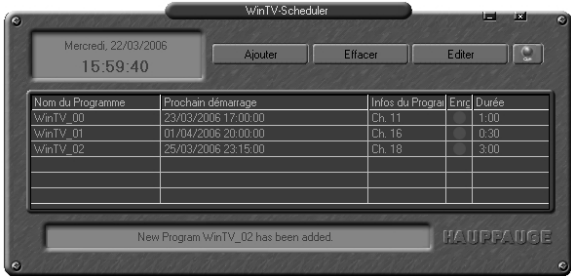 WinTV-Scheduler
Mercredi, 22/03/2006
15:59:40
Ajouter Effacer Editer
Nom du Programme Prochain démarrage Infos du Prograi Enrg Durée
WinTV_00 23/03/2006 17:00:00 Ch. 11 1:00
WinTV_01 01/04/2006 20:00:00 Ch. 16 0:30
WinTV_02 25/03/2006 23:15:00 Ch. 18 3:00
New Program WinTV_02 has been added.
HAUPPAUGE